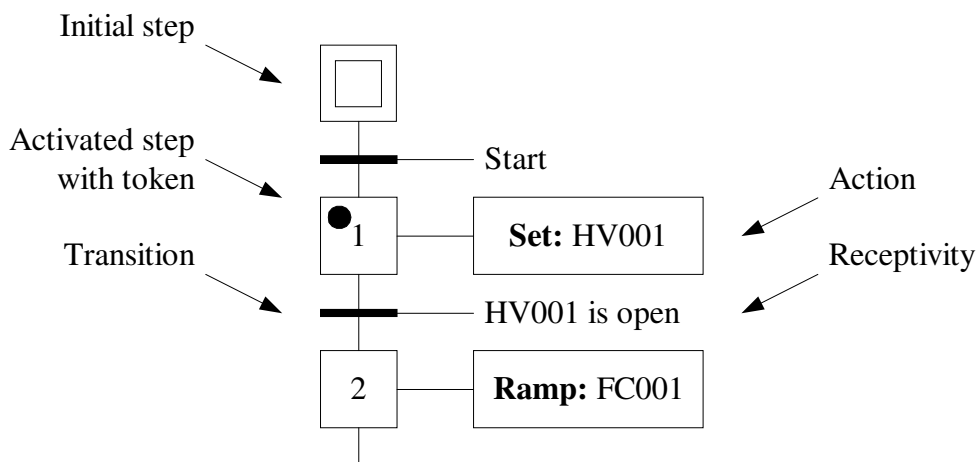 Initial step
Activated step
with token
Start
Action
1
Set: HV001
Transition
Receptivity
HV001 is open
2
Ramp: FC001